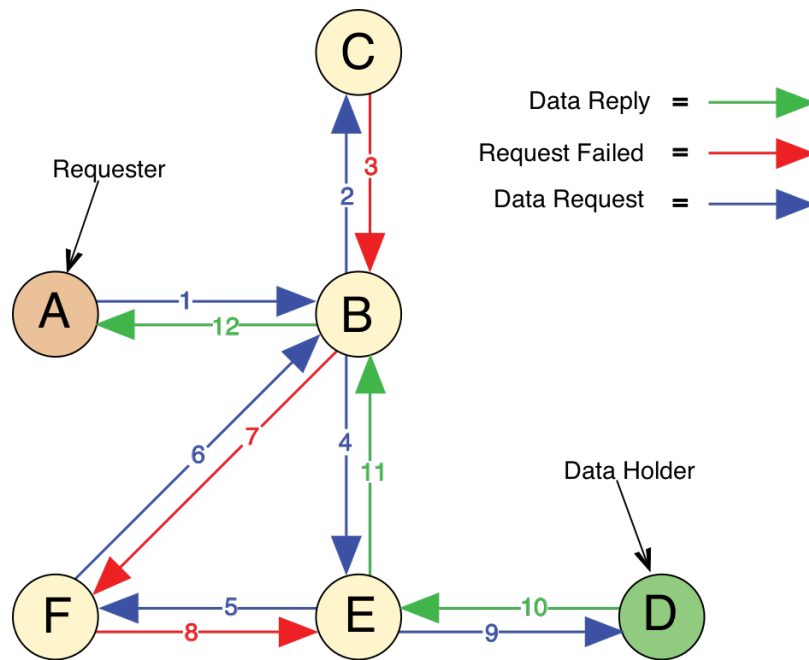 C
Data Reply =
Request Failed =
Data Request =
Requester
3
2
A
1
B
12
6
7
4
11
Data Holder
F
5
8
E
10
9
D